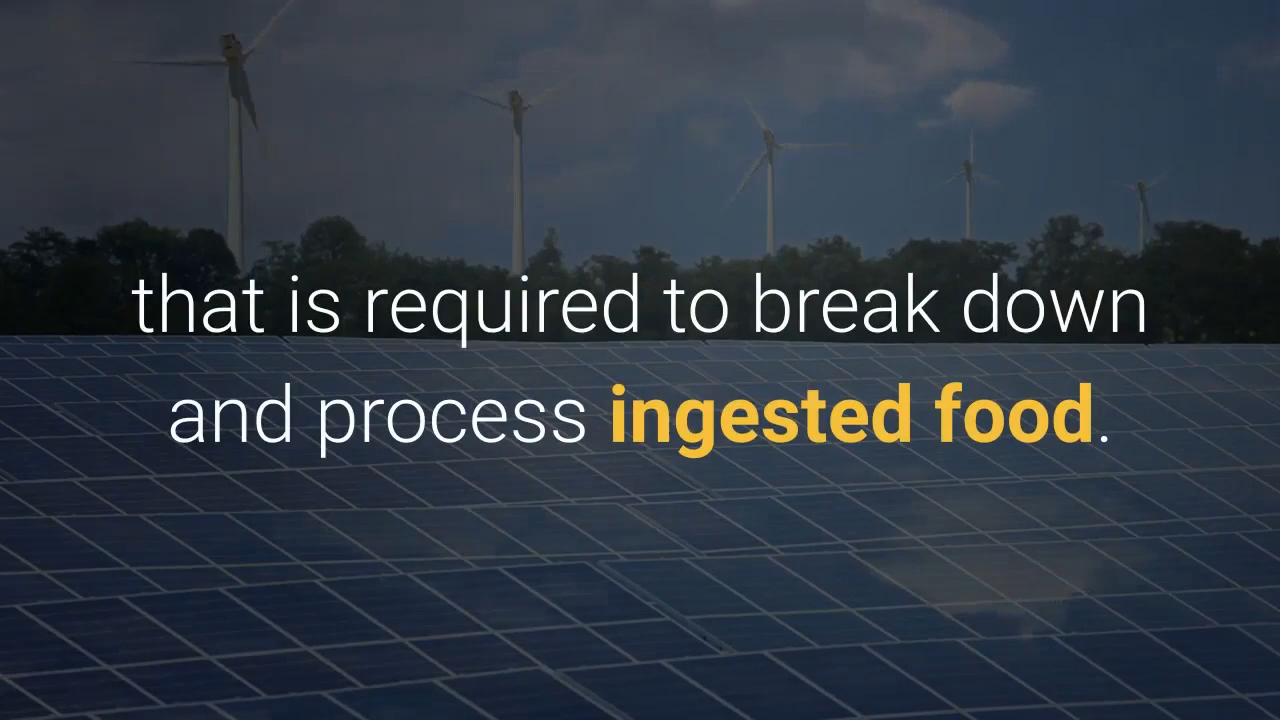 that is required to break down
and process ingested food.